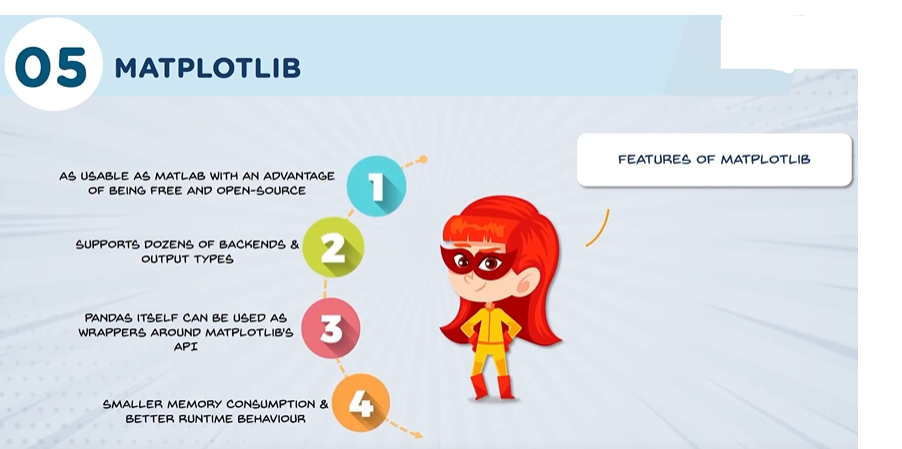 05 MATPLOTLIB
FEATURES OF MATPLOTLIB
AS USABLE AS MATLAB WITH AN ADVANTAGE
OF BEING FREE AND OPEN-SOURCE
1
SUPPORTS DOZENS OF BACKENDS &
OUTPUT TYPES
2
PANDAS ITSELF CAN BE USED AS
WRAPPERS AROUND MATPLOTLIB'S
API
3
SMALLER MEMORY CONSUMPTION &
BETTER RUNTIME BEHAVIOUR
4